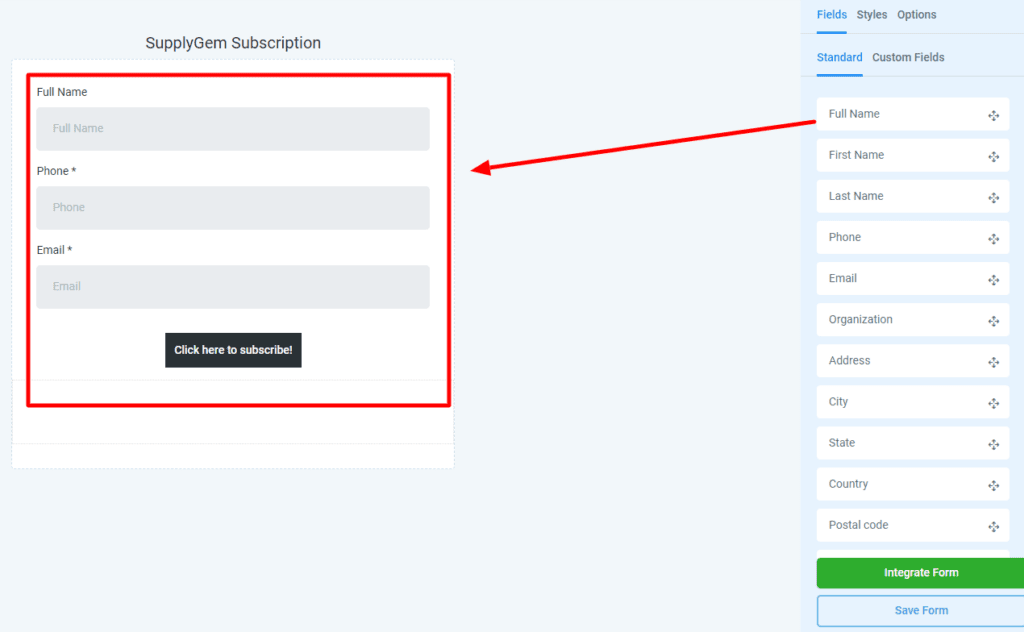 SupplyGem Subscription
Full Name
Full Name
Phone *
Phone
Email *
Email
Click here to subscribe!
Fields Styles Options
Standard Custom Fields
Full Name
First Name
Last Name
Phone
Email
Organization
Address
City
State
Country
Postal code
Integrate Form
Save Form